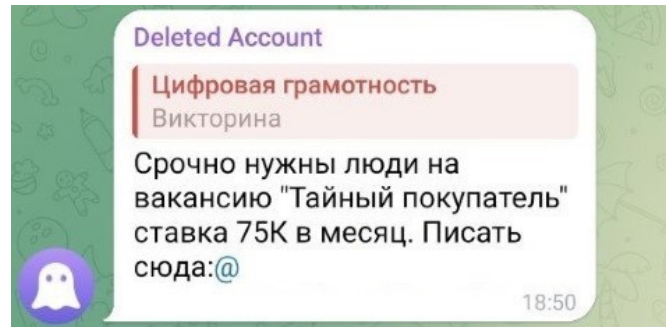 Deleted Account
Цифровая грамотность
Викторина
Срочно нужны люди на
вакансию "Тайный покупатель"
ставка 75К в месяц. Писать
сюда:@
18:50